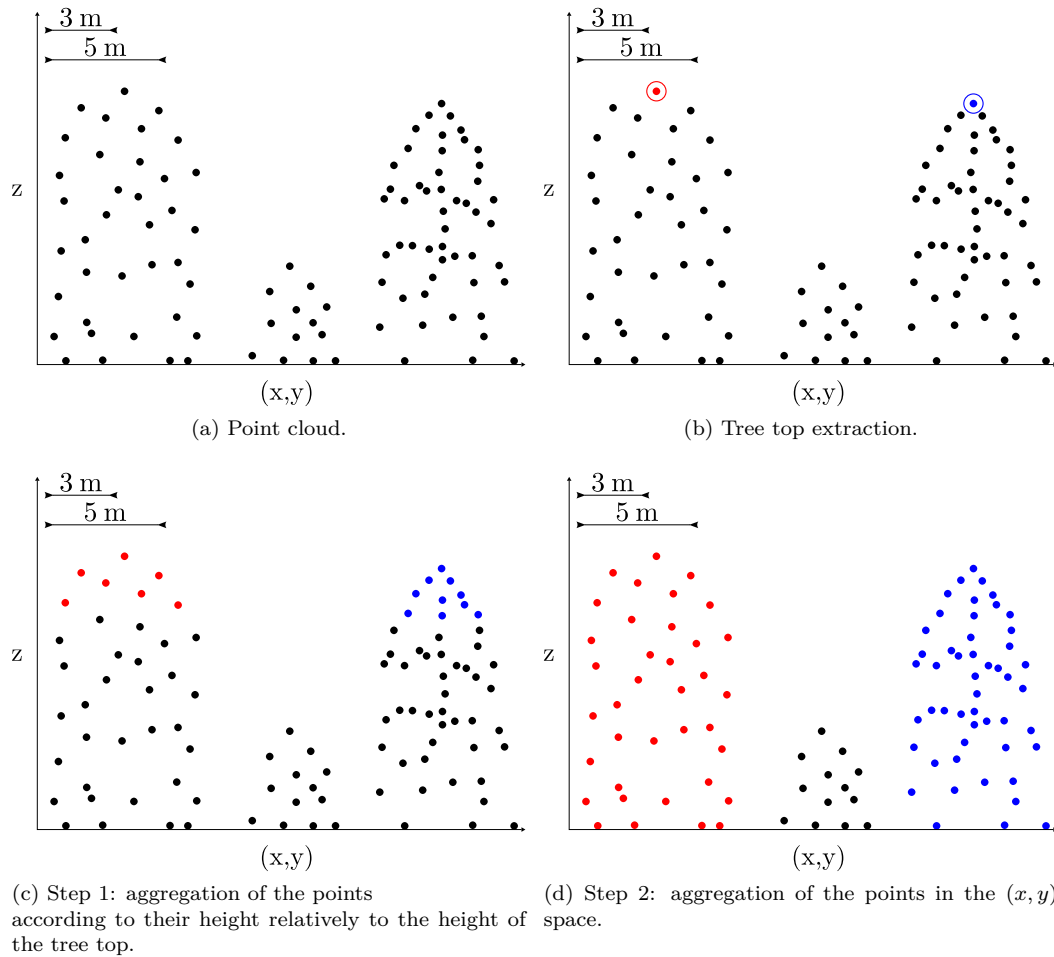 3 m
5 m
z
(x,y)
(a) Point cloud.
3 m
5 m
z
(x,y)
(b) Tree top extraction.
3 m
5 m
z
(x,y)
(c) Step 1: aggregation of the points
according to their height relatively to the height of
the tree top.
3 m
5 m
z
(x,y)
(d) Step 2: aggregation of the points in the (x, y)
space.